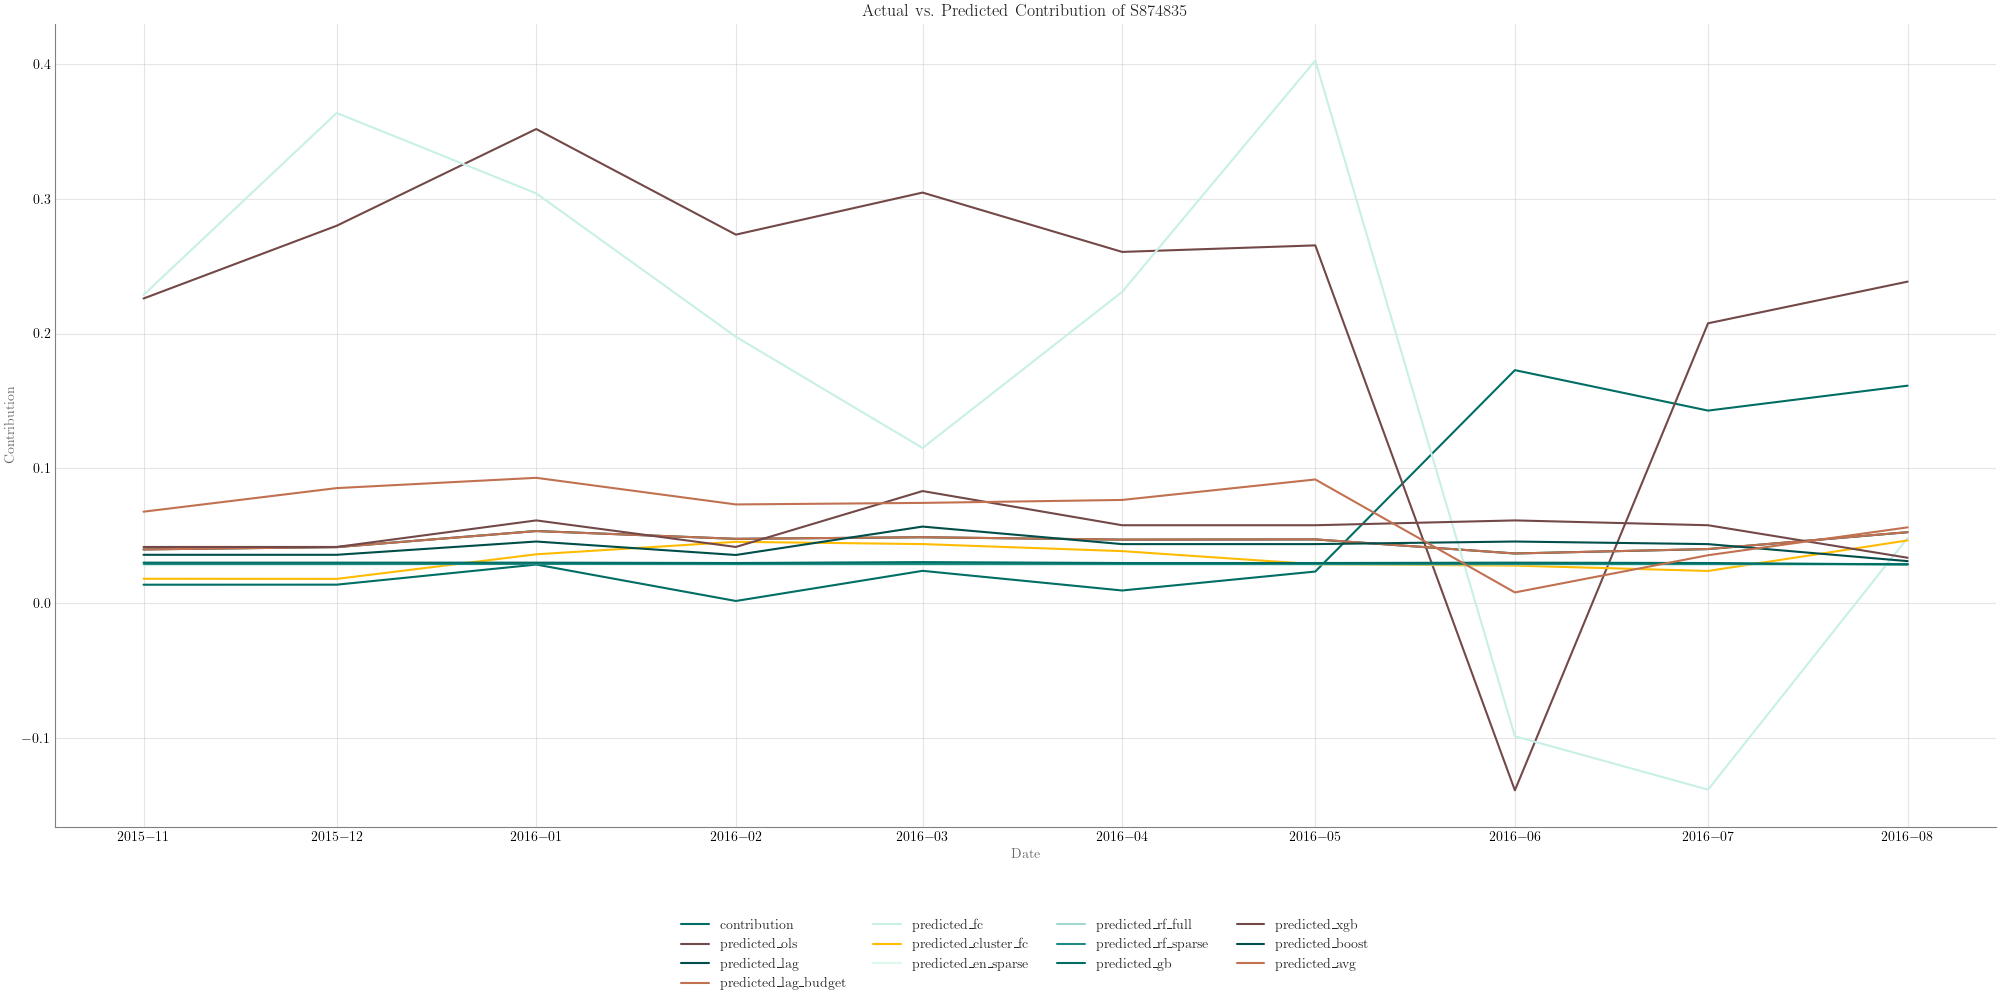 Actual vs. Predicted Contribution of S874835
0.4
0.3
0.2
0.1
0.0
−0.1
Contribution
2015−11 2015−12 2016−01 2016−02 2016−03 2016−04 2016−05 2016−06 2016−07 2016−08
Date
contribution predicted_fc predicted_rf_full predicted_xgb
predicted_ols predicted_cluster_fc predicted_rf_sparse predicted_boost
predicted_lag predicted_en_sparse predicted_gb predicted_avg
predicted_lag_budget